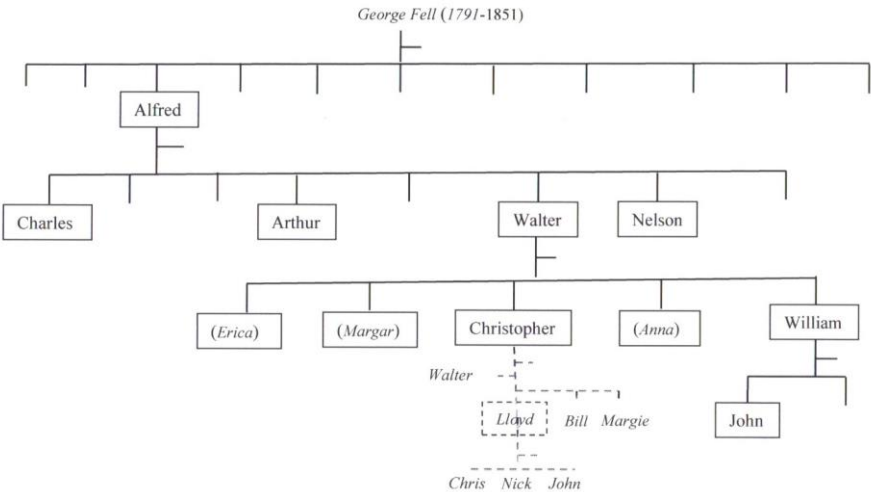 George Fell (1791-1851)
Alfred
Charles Arthur Walter Nelson
(Erica) (Margar) Christopher (Anna) William
Walter
Lloyd Bill Margie John
Chris Nick John